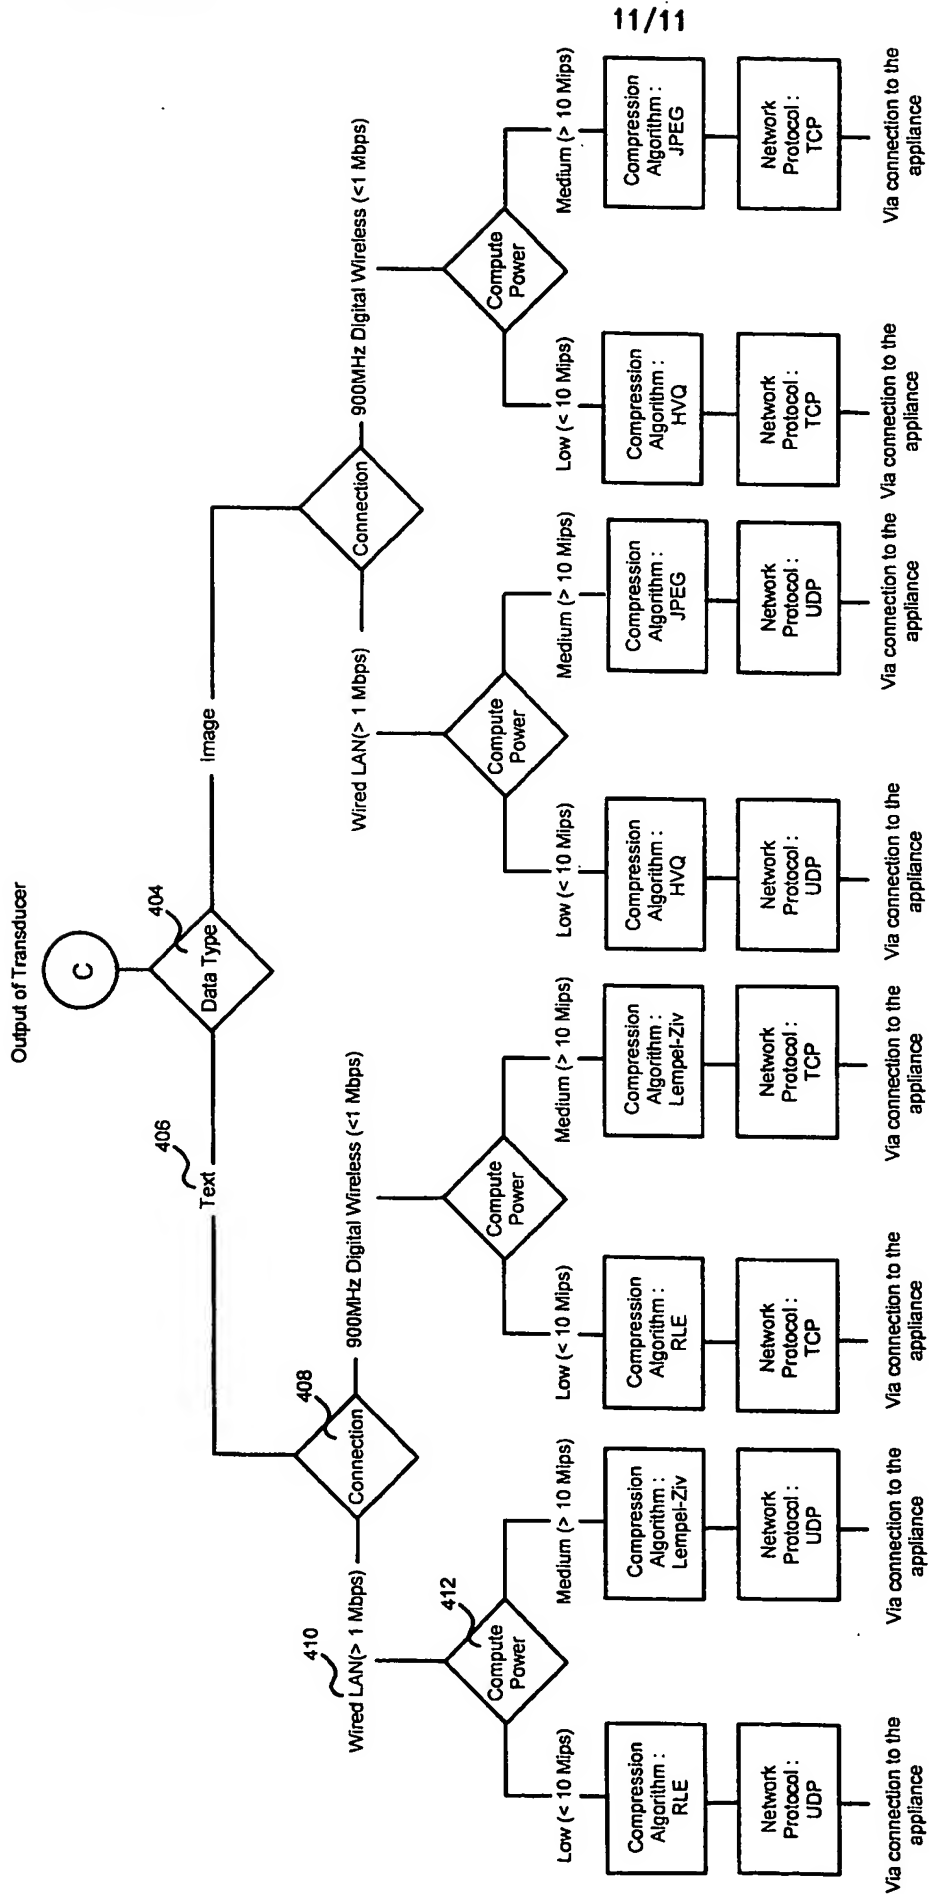 11/11
Output of Transducer
C
404
Data Type
406
Text
Image
408
Connection
Connection
410
Wired LAN(> 1 Mbps)
900MHz Digital Wireless (<1 Mbps)
Wired LAN(> 1 Mbps)
900MHz Digital Wireless (<1 Mbps)
412
Compute
Power
Compute
Power
Compute
Power
Compute
Power
Low (< 10 Mips)
Medium (> 10 Mips)
Low (< 10 Mips)
Medium (> 10 Mips)
Low (< 10 Mips)
Medium (> 10 Mips)
Low (< 10 Mips)
Medium (> 10 Mips)
Compression
Algorithm :
RLE
Compression
Algorithm :
Lempel-Ziv
Compression
Algorithm :
RLE
Compression
Algorithm :
Lempel-Ziv
Compression
Algorithm :
HVQ
Compression
Algorithm :
JPEG
Compression
Algorithm :
HVQ
Compression
Algorithm :
JPEG
Network
Protocol :
UDP
Network
Protocol :
UDP
Network
Protocol :
TCP
Network
Protocol :
TCP
Network
Protocol :
UDP
Network
Protocol :
UDP
Network
Protocol :
TCP
Network
Protocol :
TCP
Via connection to the
appliance
Via connection to the
appliance
Via connection to the
appliance
Via connection to the
appliance
Via connection to the
appliance
Via connection to the
appliance
Via connection to the
appliance
Via connection to the
appliance